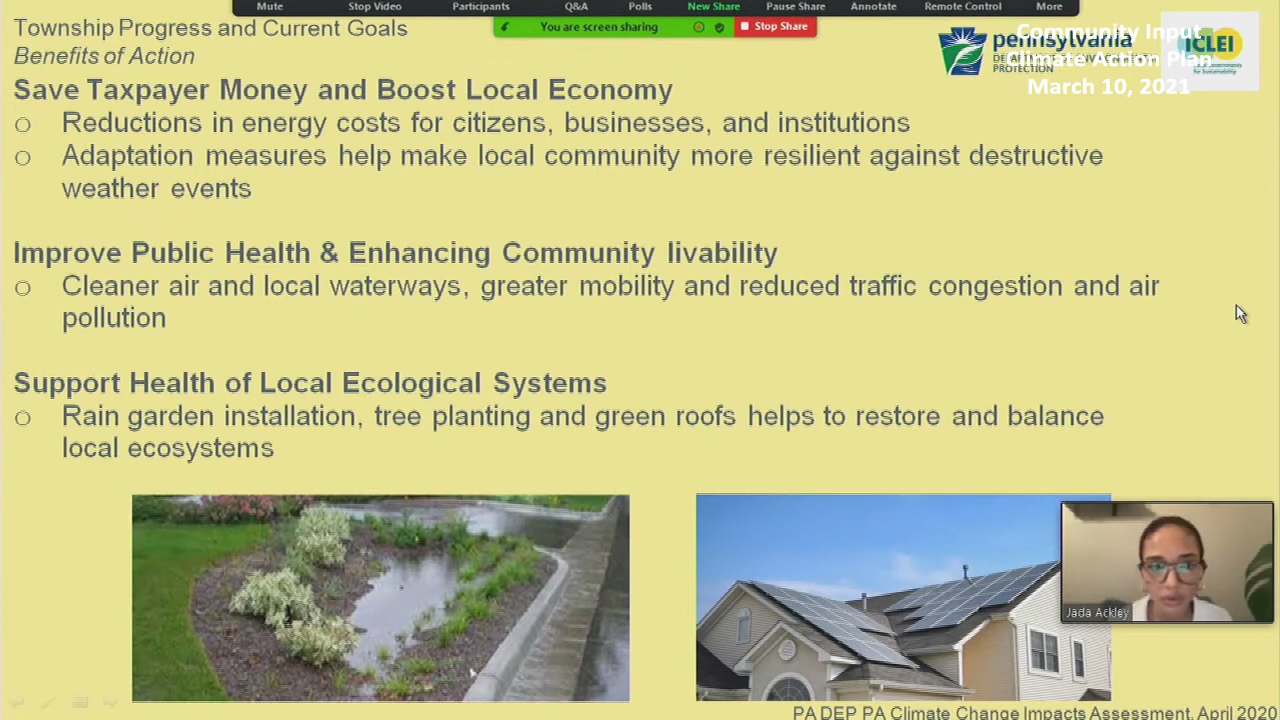 Mute Stop Video Participants Q&A Polls New Share Pause Share Annotate Remote Control More
You are screen sharing Stop Share
Township Progress and Current Goals
Benefits of Action
pennsylvania
PROTECTION
ICLEI
for Sustainability
Community Input
Climate Action Plan
March 10, 2021
Save Taxpayer Money and Boost Local Economy
○ Reductions in energy costs for citizens, businesses, and institutions
○ Adaptation measures help make local community more resilient against destructive
weather events
Improve Public Health & Enhancing Community livability
○ Cleaner air and local waterways, greater mobility and reduced traffic congestion and air
pollution
Support Health of Local Ecological Systems
○ Rain garden installation, tree planting and green roofs helps to restore and balance
local ecosystems
Jada Ackley
PA DEP PA Climate Change Impacts Assessment, April 2020